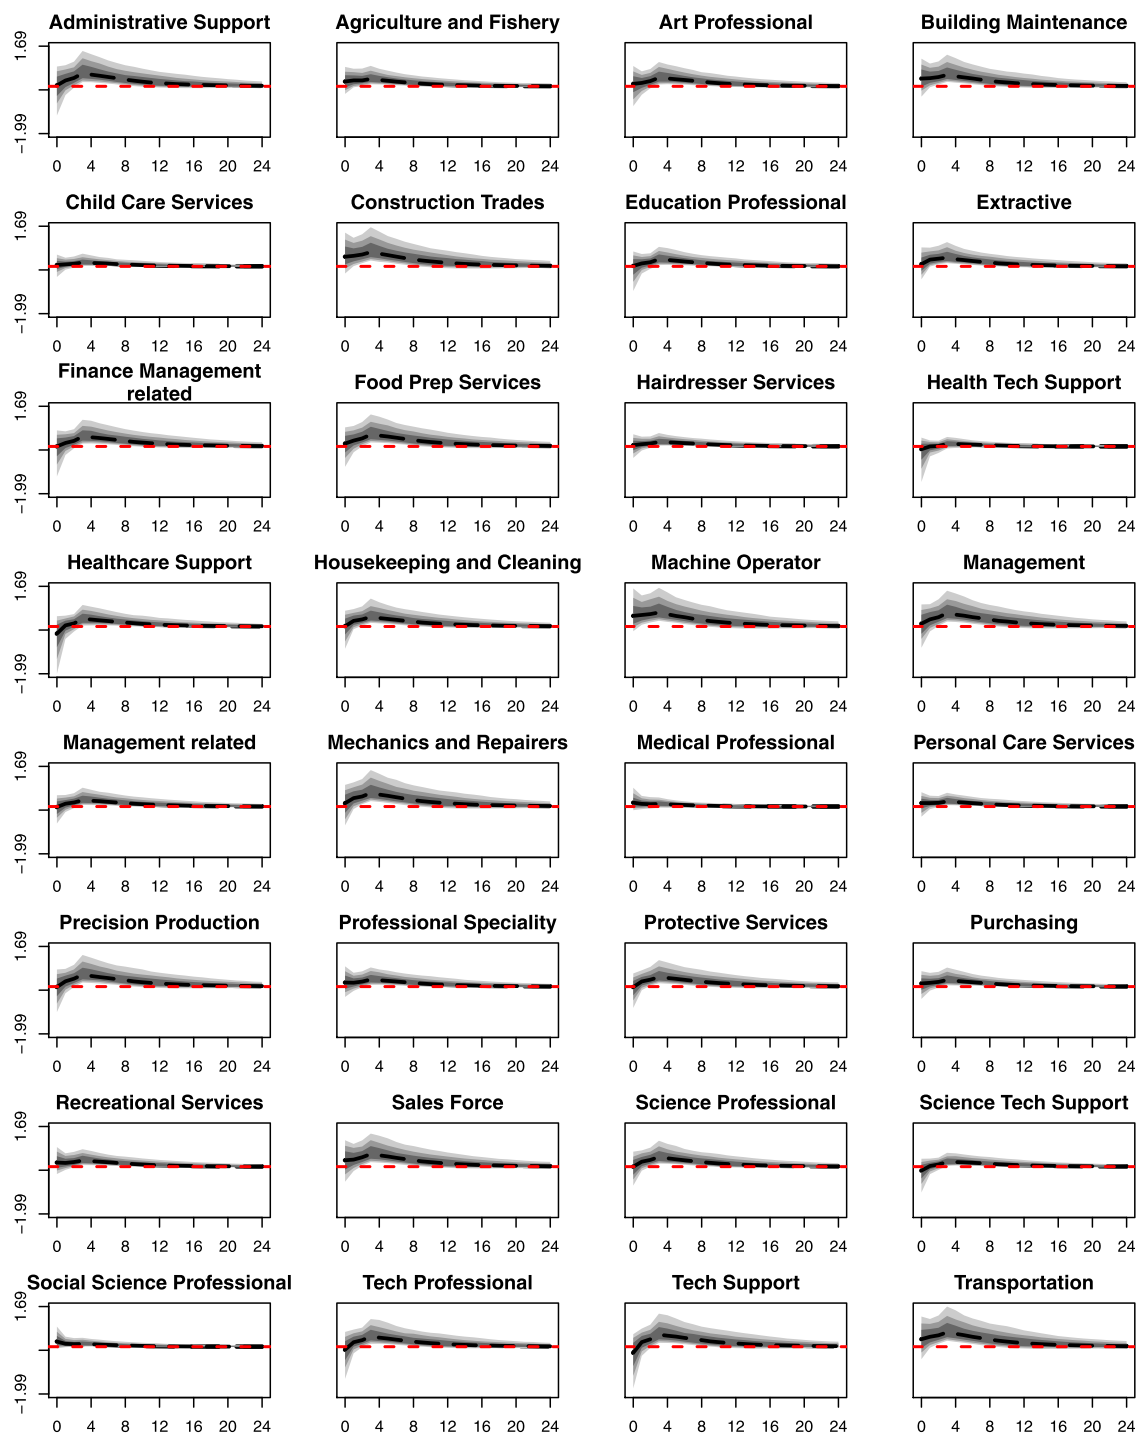 Administrative Support Agriculture and Fishery Art Professional Building Maintenance
1.69
−1.99
0 4 8 12 16 20 24 0 4 8 12 16 20 24 0 4 8 12 16 20 24 0 4 8 12 16 20 24
Child Care Services Construction Trades Education Professional Extractive
1.69
−1.99
0 4 8 12 16 20 24 0 4 8 12 16 20 24 0 4 8 12 16 20 24 0 4 8 12 16 20 24
Finance Management
related
Food Prep Services Hairdresser Services Health Tech Support
1.69
−1.99
0 4 8 12 16 20 24 0 4 8 12 16 20 24 0 4 8 12 16 20 24 0 4 8 12 16 20 24
Healthcare Support Housekeeping and Cleaning Machine Operator Management
1.69
−1.99
0 4 8 12 16 20 24 0 4 8 12 16 20 24 0 4 8 12 16 20 24 0 4 8 12 16 20 24
Management related Mechanics and Repairers Medical Professional Personal Care Services
1.69
−1.99
0 4 8 12 16 20 24 0 4 8 12 16 20 24 0 4 8 12 16 20 24 0 4 8 12 16 20 24
Precision Production Professional Speciality Protective Services Purchasing
1.69
−1.99
0 4 8 12 16 20 24 0 4 8 12 16 20 24 0 4 8 12 16 20 24 0 4 8 12 16 20 24
Recreational Services Sales Force Science Professional Science Tech Support
1.69
−1.99
0 4 8 12 16 20 24 0 4 8 12 16 20 24 0 4 8 12 16 20 24 0 4 8 12 16 20 24
Social Science Professional Tech Professional Tech Support Transportation
1.69
−1.99
0 4 8 12 16 20 24 0 4 8 12 16 20 24 0 4 8 12 16 20 24 0 4 8 12 16 20 24